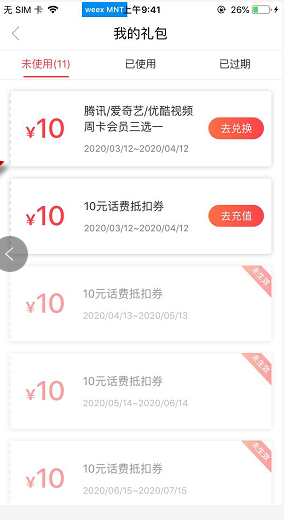 无 SIM 卡
weex MNT
上午9:41
26%
我的礼包
未使用(11)
已使用
已过期
腾讯/爱奇艺/优酷视频
周卡会员三选一
¥10
去兑换
2020/03/12~2020/04/12
10元话费抵扣券
¥10
去充值
2020/03/12~2020/04/12
未生效
10元话费抵扣券
¥10
2020/04/13~2020/05/13
未生效
10元话费抵扣券
¥10
2020/05/14~2020/06/14
未生效
10元话费抵扣券
¥10
2020/06/15~2020/07/15